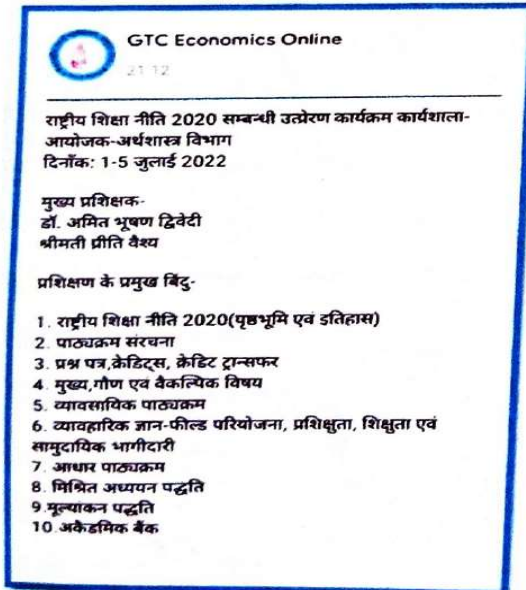 GTC Economics Online
21:12
राष्ट्रीय शिक्षा नीति 2020 सम्बन्धी उत्प्रेरण कार्यक्रम कार्यशाला-
आयोजक-अर्थशास्त्र विभाग
दिनाँक: 1-5 जुलाई 2022
मुख्य प्रशिक्षक-
डॉ. अमित भूषण द्विवेदी
श्रीमती प्रीति वैश्य
प्रशिक्षण के प्रमुख बिंदु-
1. राष्ट्रीय शिक्षा नीति 2020(पृष्ठभूमि एवं इतिहास)
2. पाठ्यक्रम संरचना
3. प्रश्न पत्र,क्रेडिट्स, क्रेडिट ट्रान्सफर
4. मुख्य,गौण एवं वैकल्पिक विषय
5. व्यावसायिक पाठ्यक्रम
6. व्यावहारिक ज्ञान-फील्ड परियोजना, प्रशिक्षुता, शिक्षुता एवं
सामुदायिक भागीदारी
7. आधार पाठ्यक्रम
8. मिश्रित अध्ययन पद्धति
9.मूल्यांकन पद्धति
10.अकैडमिक बैंक